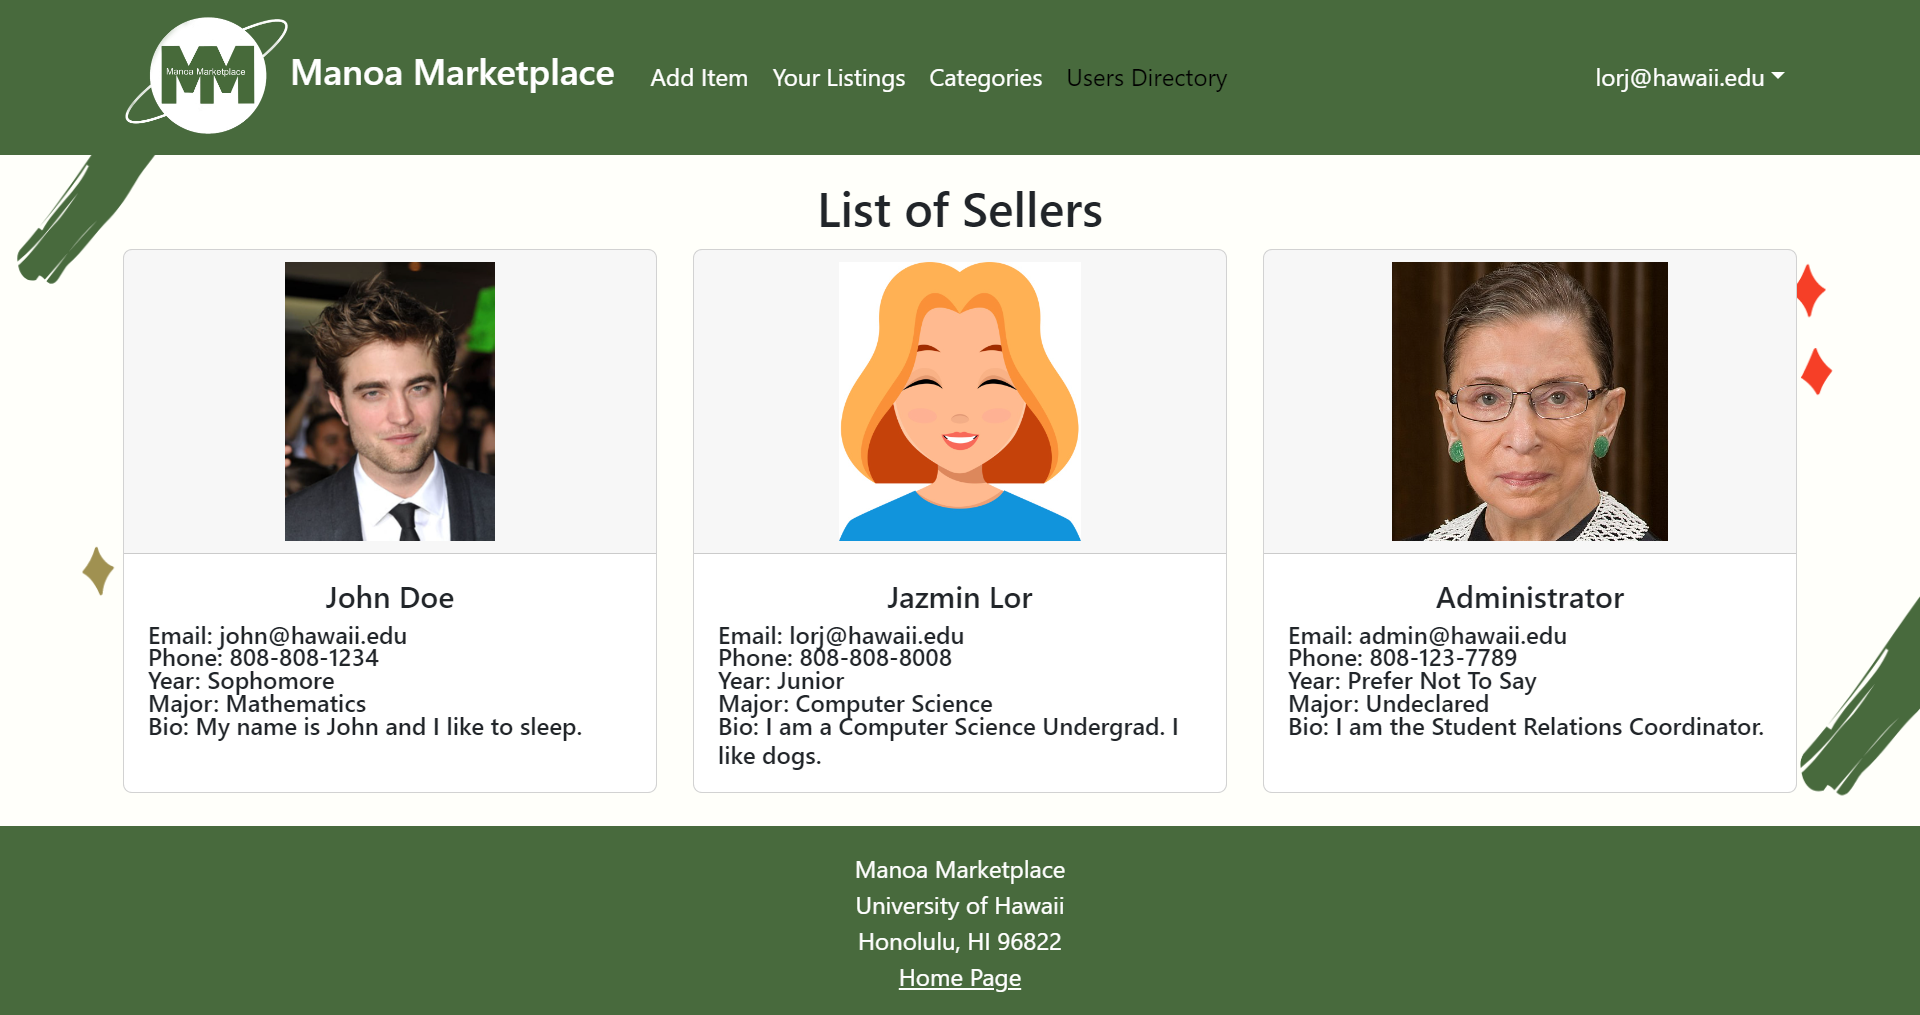 Manoa Marketplace
Manoa Marketplace
Add Item
Your Listings
Categories
Users Directory
lorj@hawaii.edu
List of Sellers
John Doe
Email: john@hawaii.edu
Phone: 808-808-1234
Year: Sophomore
Major: Mathematics
Bio: My name is John and I like to sleep.
Jazmin Lor
Email: lorj@hawaii.edu
Phone: 808-808-8008
Year: Junior
Major: Computer Science
Bio: I am a Computer Science Undergrad. I
like dogs.
Administrator
Email: admin@hawaii.edu
Phone: 808-123-7789
Year: Prefer Not To Say
Major: Undeclared
Bio: I am the Student Relations Coordinator.
Manoa Marketplace
University of Hawaii
Honolulu, HI 96822
Home Page